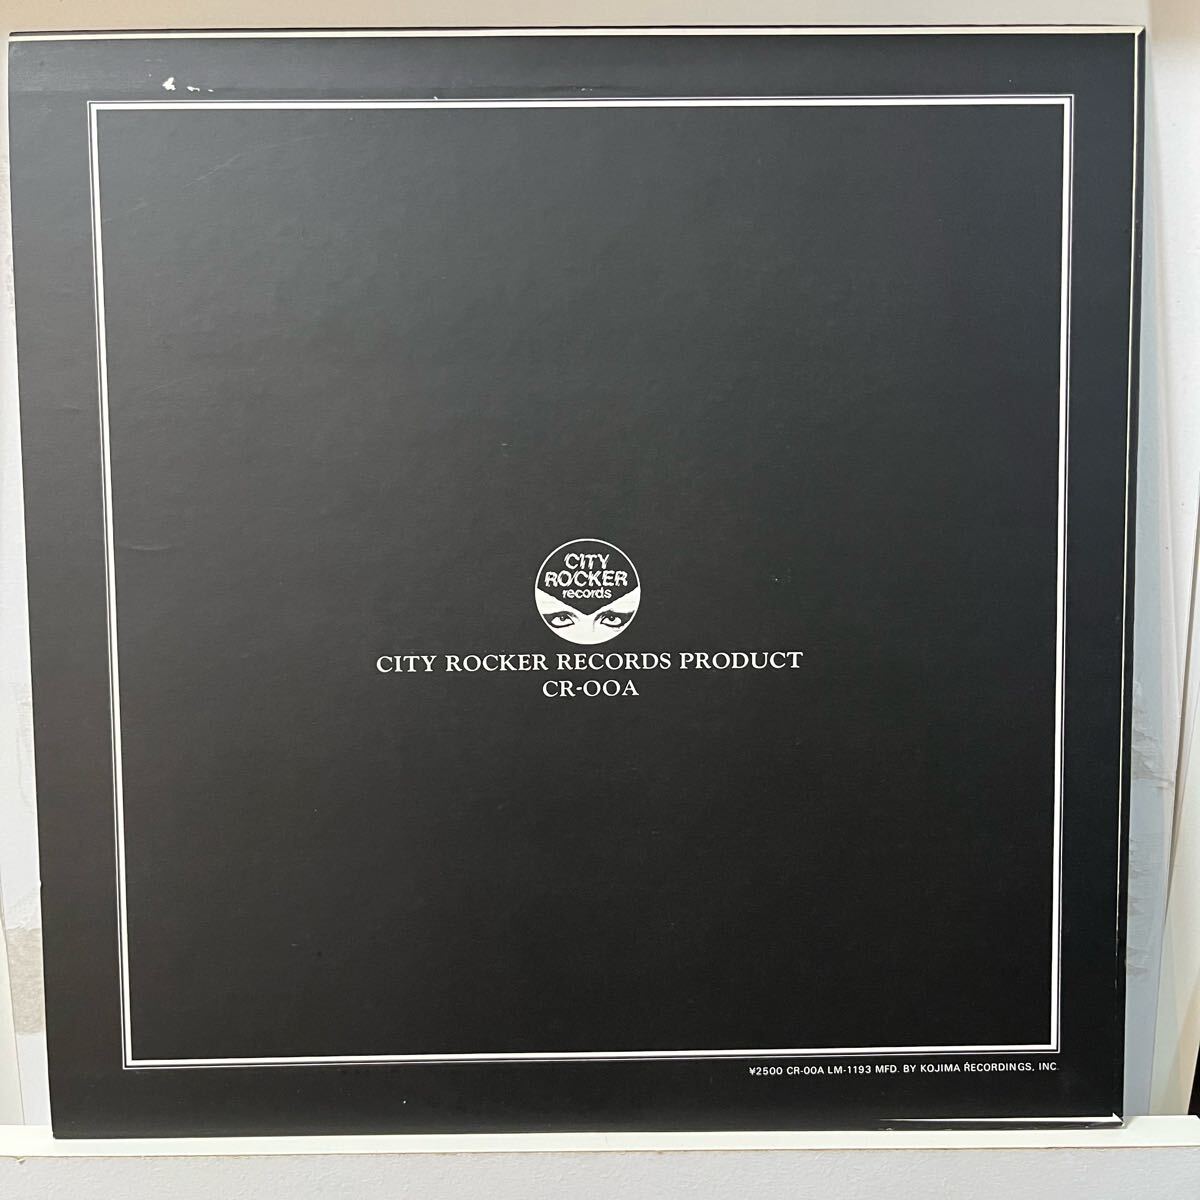 CITY
ROCKER
records
CITY ROCKER RECORDS PRODUCT
CR-OOA
¥2500 CR-00A LM-1193 MFD. BY KOJIMA RECORDINGS, INC.